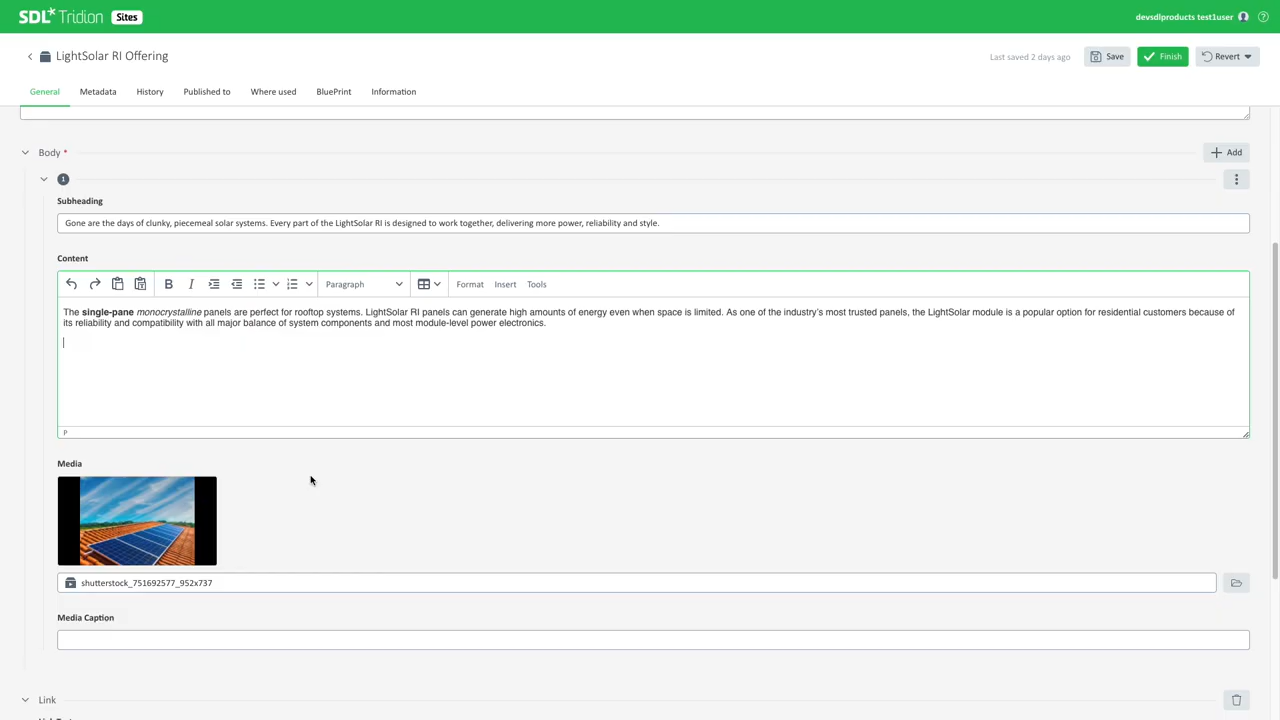 SDL* Tridion Sites
devsdlproducts test1user
LightSolar RI Offering
Last saved 2 days ago
Save
Finish
Revert
General
Metadata
History
Published to
Where used
BluePrint
Information
Body *
Add
1
Subheading
Gone are the days of clunky, piecemeal solar systems. Every part of the LightSolar RI is designed to work together, delivering more power, reliability and style.
Content
Paragraph
Format
Insert
Tools
The single-pane monocrystalline panels are perfect for rooftop systems. LightSolar RI panels can generate high amounts of energy even when space is limited. As one of the industry's most trusted panels, the LightSolar module is a popular option for residential customers because of
its reliability and compatibility with all major balance of system components and most module-level power electronics.
P
Media
shutterstock_751692577_952x737
Media Caption
Link